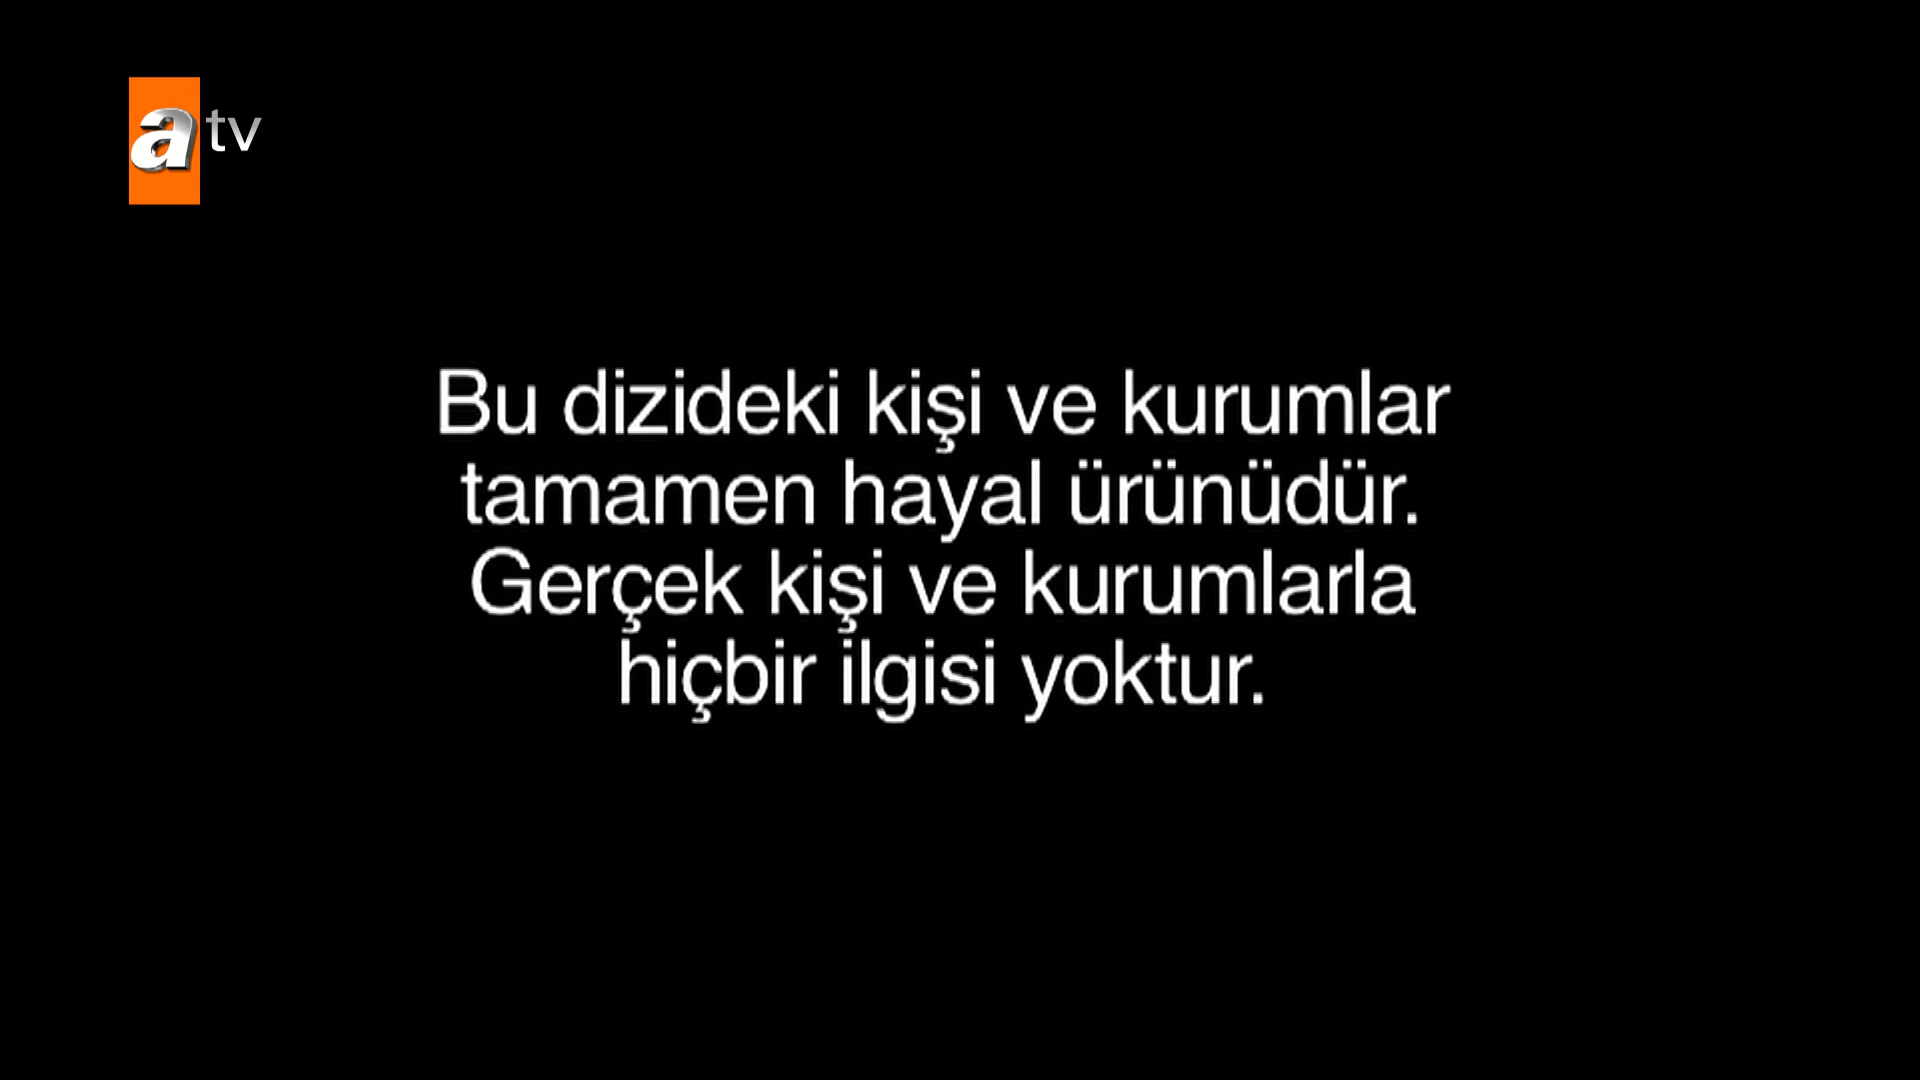 atv
Bu dizideki kişi ve kurumlar
tamamen hayal ürünüdür.
Gerçek kişi ve kurumlarla
hiçbir ilgisi yoktur.